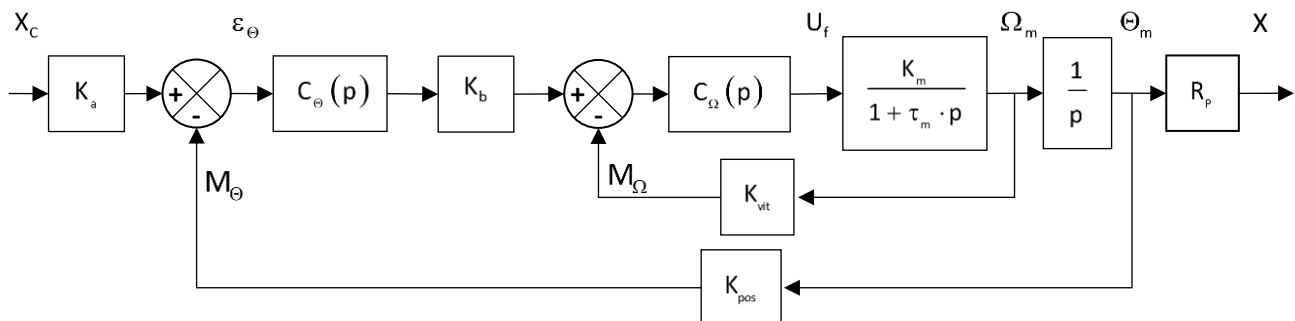 X_C
ε_Θ
U_f
Ω_m
Θ_m
X
K_a
+
-
C_Θ(p)
K_b
+
-
C_Ω(p)
K_m
1 + τ_m · p
1
p
R_P
M_Θ
M_Ω
K_vit
K_pos